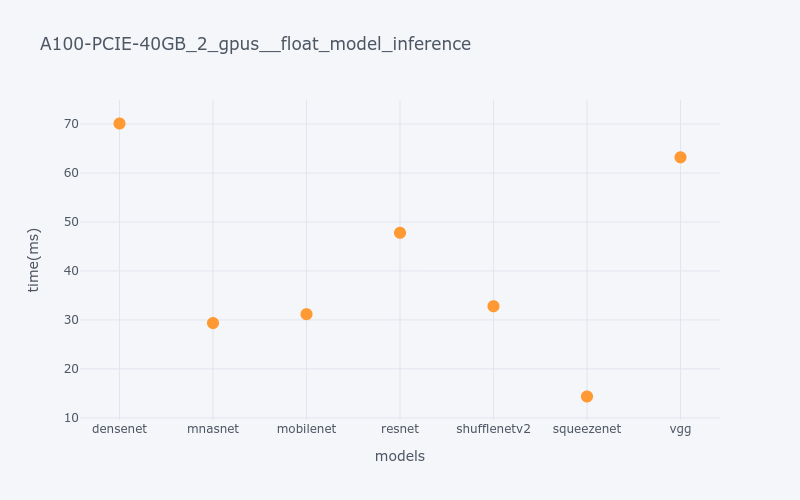 A100-PCIE-40GB_2_gpus__float_model_inference
time(ms)
70
60
50
40
30
20
10
densenet mnasnet mobilenet resnet shufflenetv2 squeezenet vgg
models